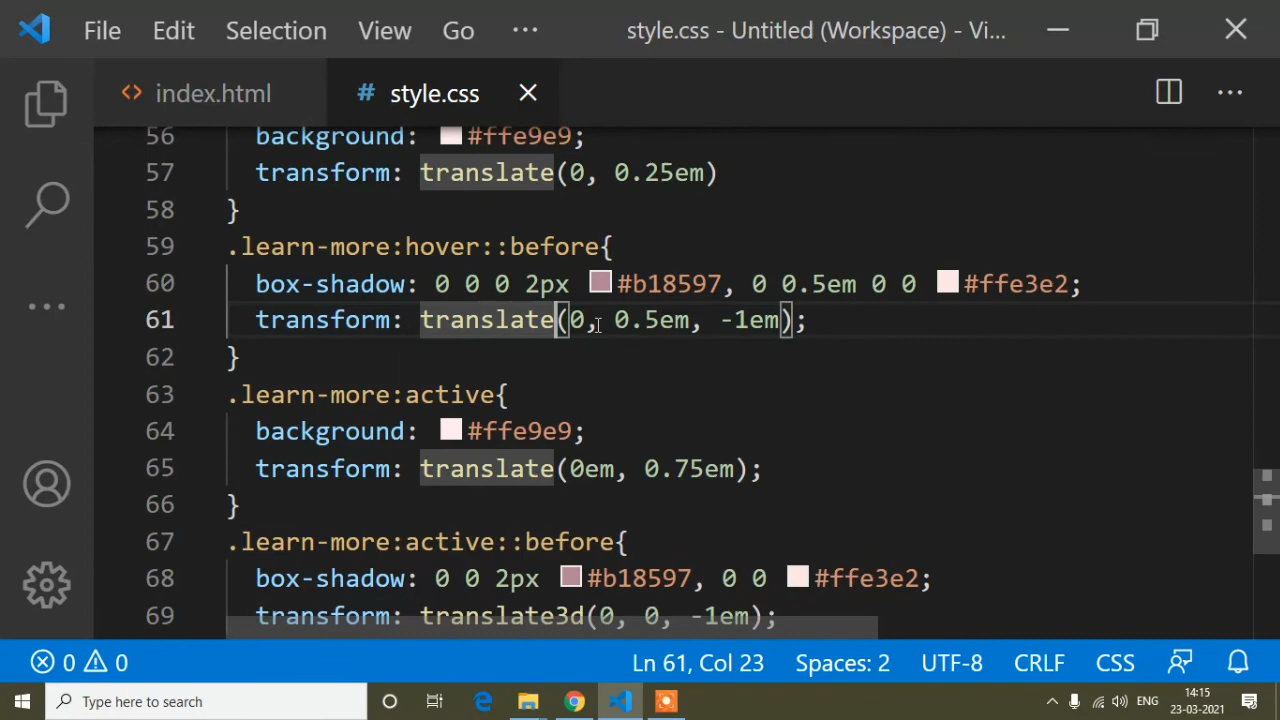 File Edit Selection View Go ··· style.css - Untitled (Workspace) - Vi...
<> index.html # style.css
56 background: #ffe9e9;
57 transform: translate(0, 0.25em)
58 }
59 .learn-more:hover::before{
60 box-shadow: 0 0 0 2px #b18597, 0 0.5em 0 0 #ffe3e2;
61 transform: translate(0, 0.5em, -1em);
62 }
63 .learn-more:active{
64 background: #ffe9e9;
65 transform: translate(0em, 0.75em);
66 }
67 .learn-more:active::before{
68 box-shadow: 0 0 2px #b18597, 0 0 #ffe3e2;
69 transform: translate3d(0, 0, -1em);
0 0 Ln 61, Col 23 Spaces: 2 UTF-8 CRLF CSS
Type here to search ENG 14:15
23-03-2021